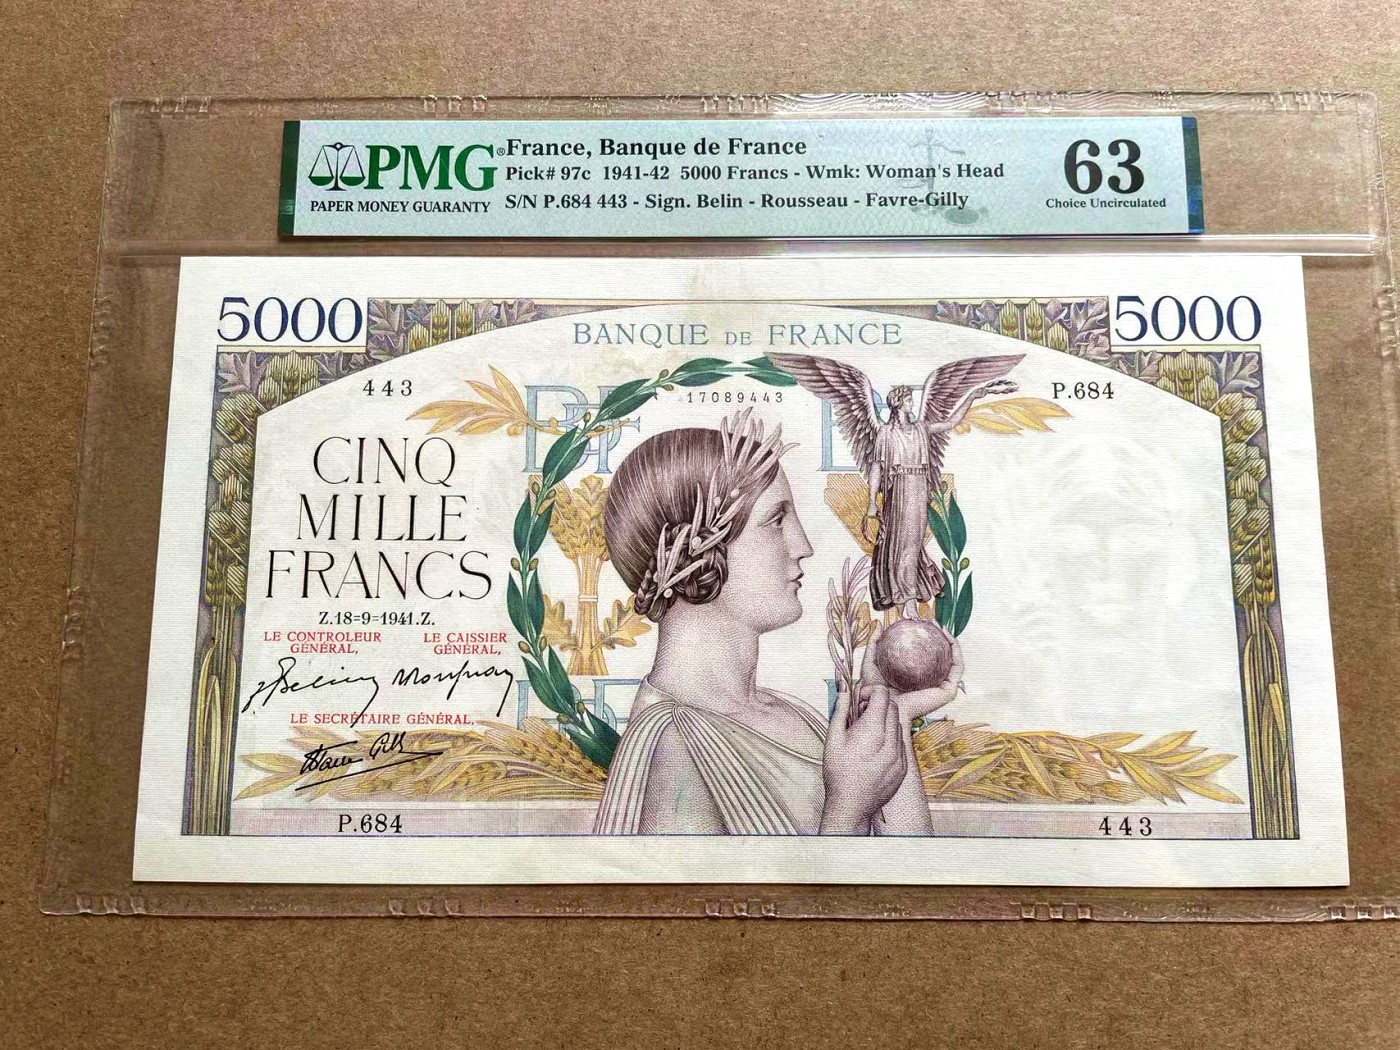 PMG®
PAPER MONEY GUARANTY
France, Banque de France
Pick# 97c 1941-42 5000 Francs - Wmk: Woman's Head
S/N P.684 443 - Sign. Belin - Rousseau - Favre-Gilly
63
Choice Uncirculated
5000
BANQUE DE FRANCE
5000
443
17089443
P.684
CINQ
MILLE
FRANCS
Z.18=9=1941.Z.
LE CONTROLEUR
GÉNÉRAL,
LE CAISSIER
GÉNÉRAL,
LE SECRÉTAIRE GÉNÉRAL,
P.684
443